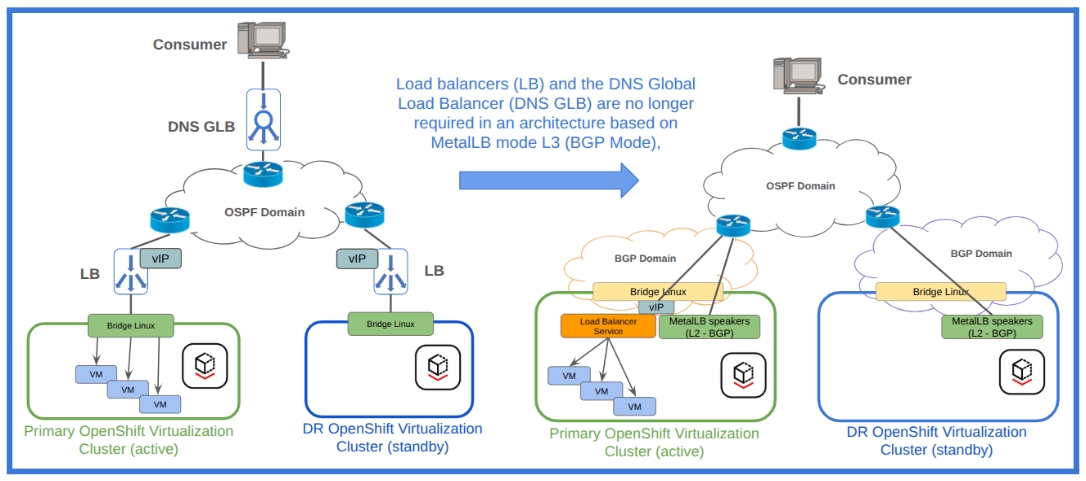 Consumer
DNS GLB
OSPF Domain
LB
vIP
vIP
LB
Bridge Linux
Bridge Linux
VM
VM
VM
Primary OpenShift Virtualization
Cluster (active)
DR OpenShift Virtualization
Cluster (standby)
Load balancers (LB) and the DNS Global
Load Balancer (DNS GLB) are no longer
required in an architecture based on
MetalLB mode L3 (BGP Mode),
Consumer
OSPF Domain
BGP Domain
BGP Domain
Bridge Linux
Bridge Linux
vIP
Load Balancer
Service
MetalLB speakers
(L2 - BGP)
MetalLB speakers
(L2 - BGP)
VM
VM
VM
Primary OpenShift Virtualization
Cluster (active)
DR OpenShift Virtualization
Cluster (standby)